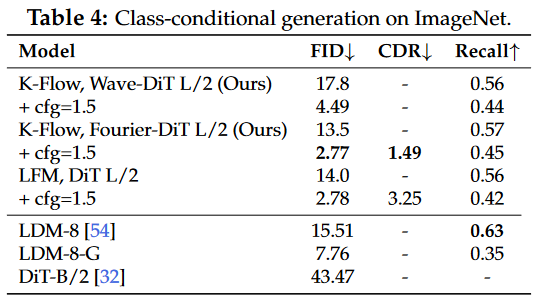 Table 4: Class-conditional generation on ImageNet.
Model FID↓ CDR↓ Recall↑
K-Flow, Wave-DiT L/2 (Ours) 17.8 - 0.56
+ cfg=1.5 4.49 - 0.44
K-Flow, Fourier-DiT L/2 (Ours) 13.5 - 0.57
+ cfg=1.5 2.77 1.49 0.45
LFM, DiT L/2 14.0 - 0.56
+ cfg=1.5 2.78 3.25 0.42
LDM-8 [54] 15.51 - 0.63
LDM-8-G 7.76 - 0.35
DiT-B/2 [32] 43.47 - -